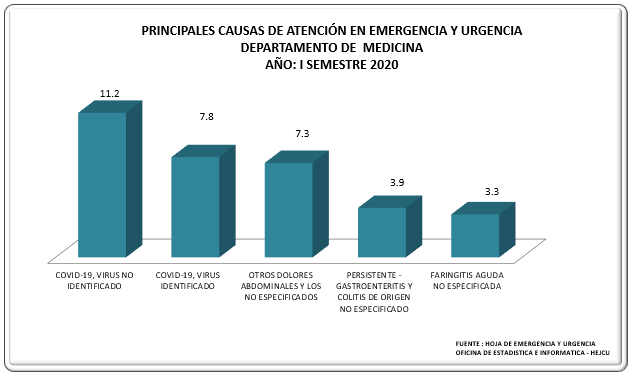 PRINCIPALES CAUSAS DE ATENCIÓN EN EMERGENCIA Y URGENCIA
DEPARTAMENTO DE MEDICINA
AÑO: I SEMESTRE 2020
11.2
7.8
7.3
3.9
3.3
COVID-19, VIRUS NO
IDENTIFICADO
COVID-19, VIRUS
IDENTIFICADO
OTROS DOLORES
ABDOMINALES Y LOS
NO ESPECIFICADOS
PERSISTENTE -
GASTROENTERITIS Y
COLITIS DE ORIGEN
NO ESPECIFICADO
FARINGITIS AGUDA
NO ESPECIFICADA
FUENTE : HOJA DE EMERGENCIA Y URGENCIA
OFICINA DE ESTADISTICA E INFORMATICA - HEJCU